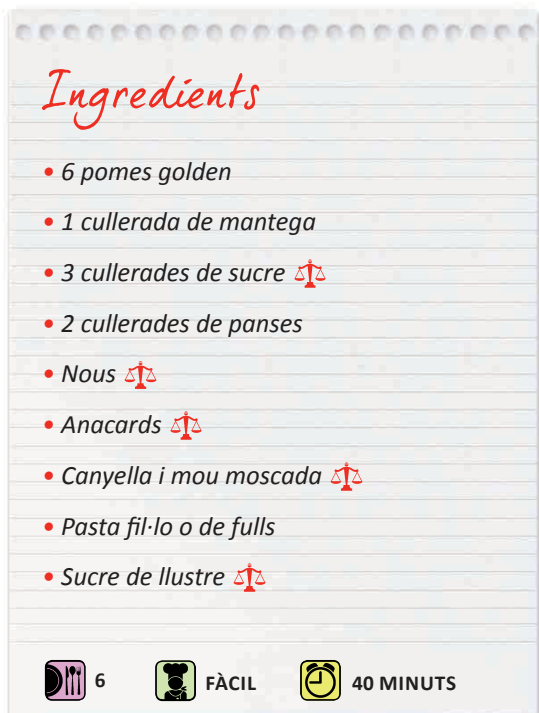 Ingredients
• 6 pomes golden
• 1 cullerada de mantega
• 3 cullerades de sucre
• 2 cullerades de panses
• Nous
• Anacards
• Canyella i mou moscada
• Pasta fil·lo o de fulls
• Sucre de llustre
6 FÀCIL 40 MINUTS